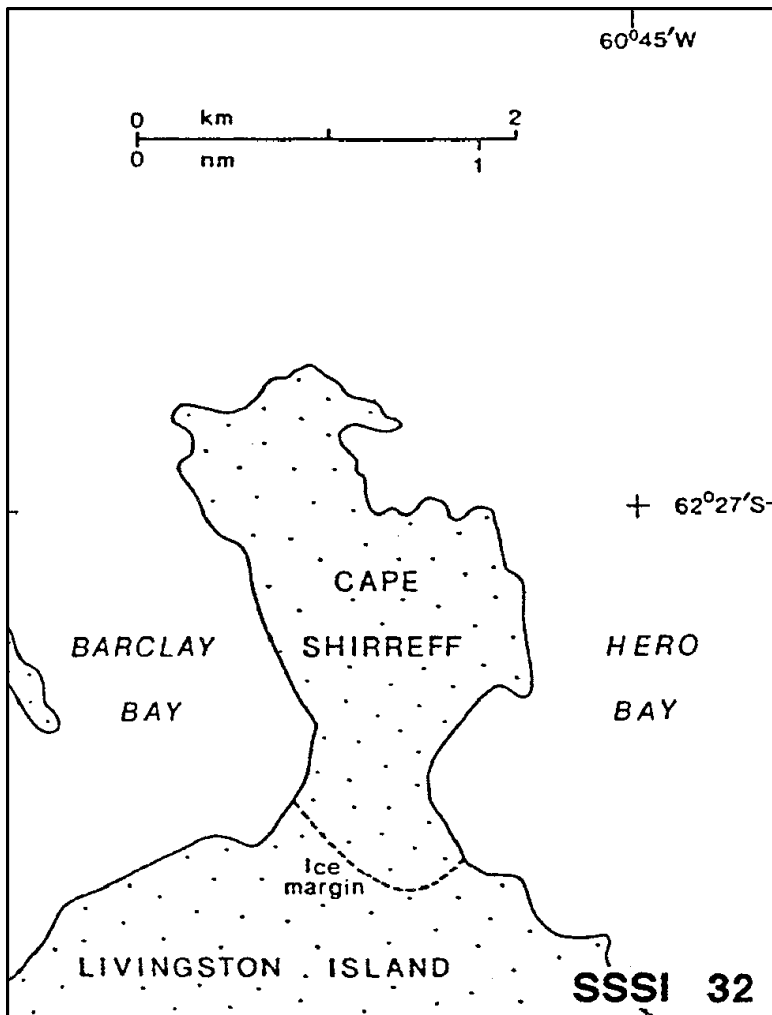 60°45′W
0 km 2
0 nm 1
62°27′S
CAPE
SHIRREFF
BARCLAY
BAY
HERO
BAY
Ice
margin
LIVINGSTON ISLAND
SSSI 32